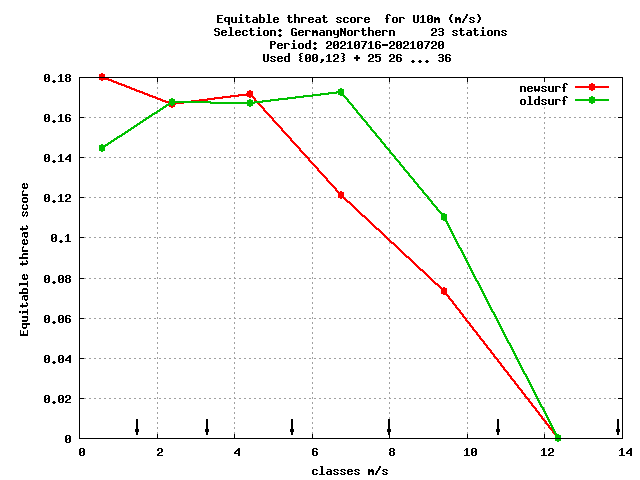 Equitable threat score  for U10m (m/s)
Selection: GermanyNorthern     23 stations
Period: 20210716-20210720
Used {00,12} + 25 26 ... 36
newsurf
oldsurf
Equitable threat score
0.18
0.16
0.14
0.12
0.1
0.08
0.06
0.04
0.02
0
0 2 4 6 8 10 12 14
classes m/s